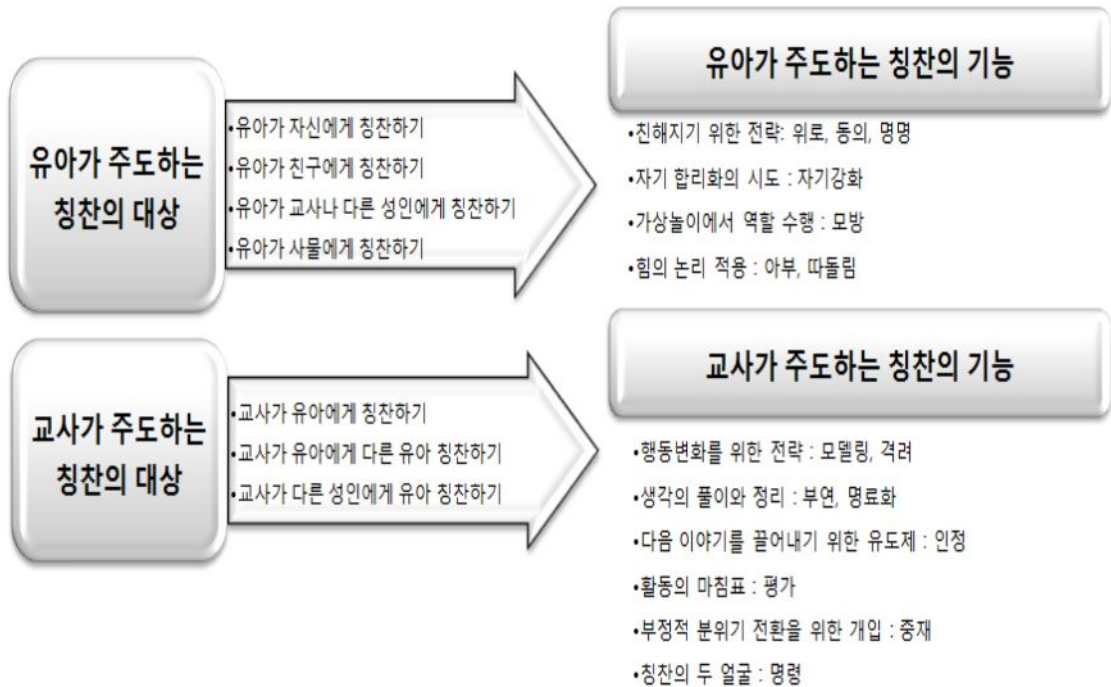 유아가 주도하는
칭찬의 대상
•유아가 자신에게 칭찬하기
•유아가 친구에게 칭찬하기
•유아가 교사나 다른 성인에게 칭찬하기
•유아가 사물에게 칭찬하기
유아가 주도하는 칭찬의 기능
•친해지기 위한 전략: 위로, 동의, 명명
•자기 합리화의 시도 : 자기강화
•가상놀이에서 역할 수행 : 모방
•힘의 논리 적용 : 아부, 따돌림
교사가 주도하는
칭찬의 대상
•교사가 유아에게 칭찬하기
•교사가 유아에게 다른 유아 칭찬하기
•교사가 다른 성인에게 유아 칭찬하기
교사가 주도하는 칭찬의 기능
•행동변화를 위한 전략 : 모델링, 격려
•생각의 풀이와 정리 : 부연, 명료화
•다음 이야기를 끌어내기 위한 유도제 : 인정
•활동의 마침표 : 평가
•부정적 분위기 전환을 위한 개입 : 중재
•칭찬의 두 얼굴 : 명령